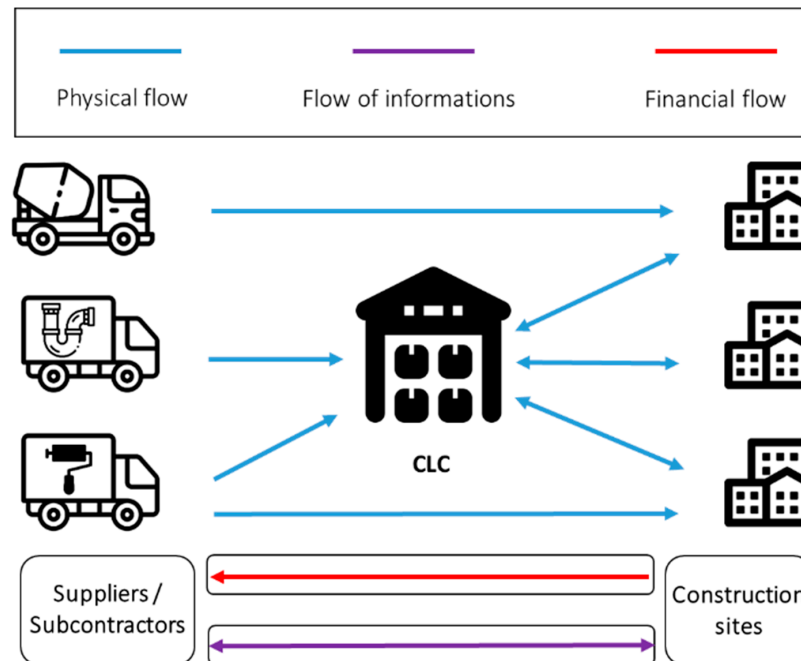 Physical flow
Flow of informations
Financial flow
CLC
Suppliers /
Subcontractors
Construction
sites